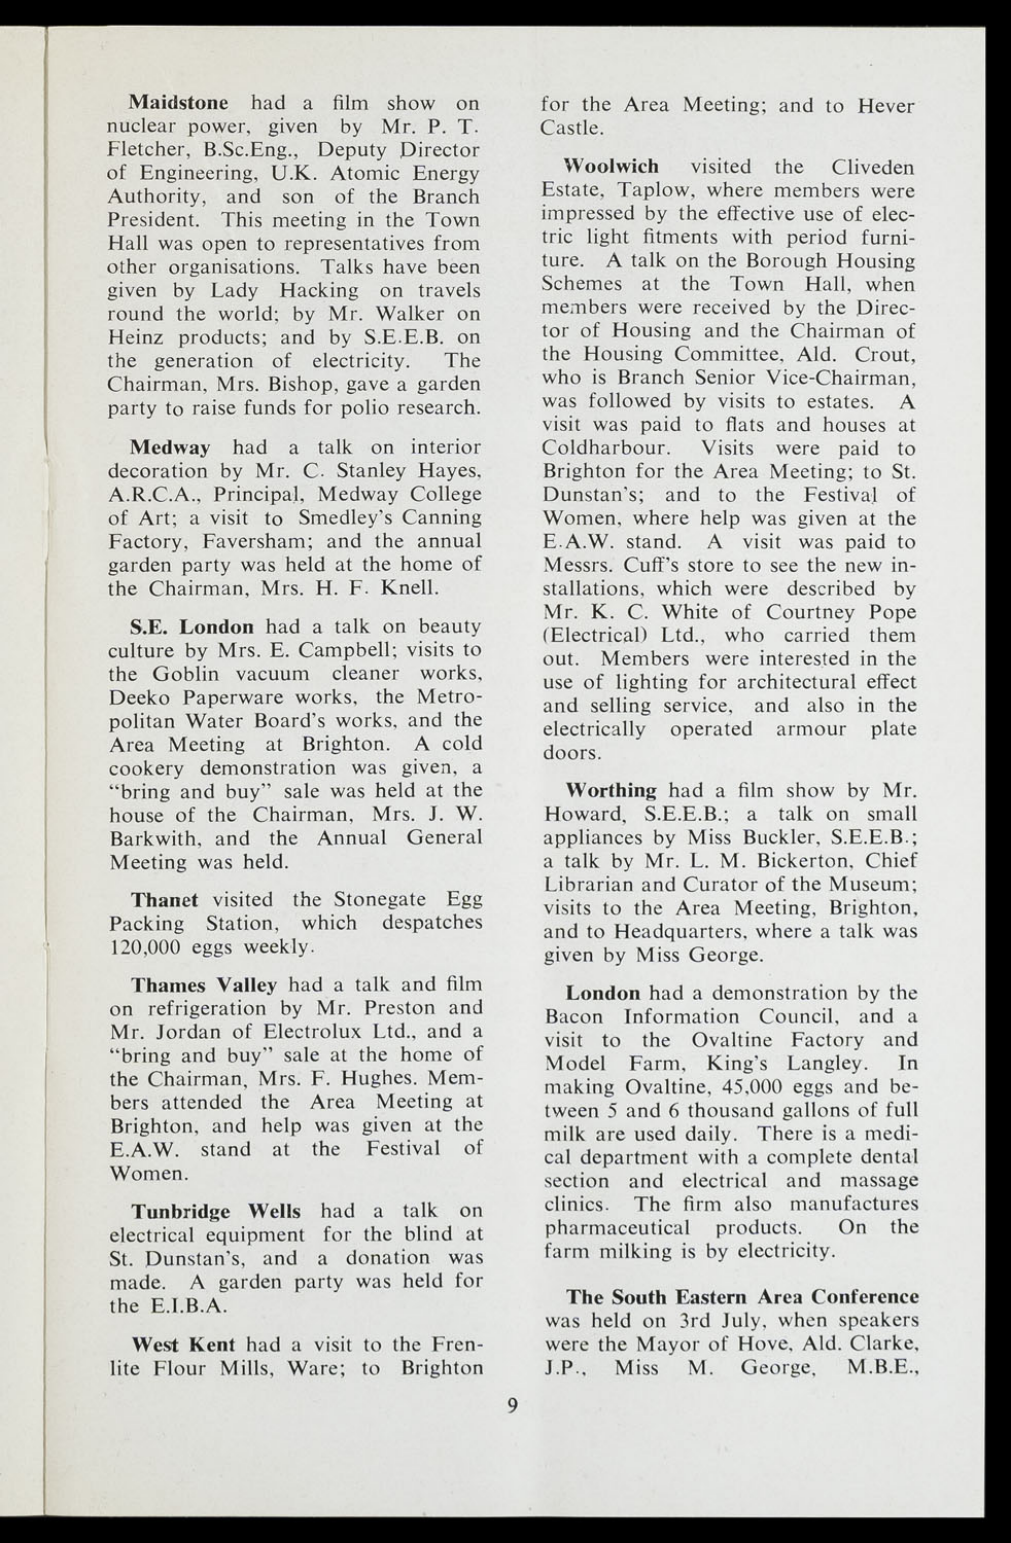 Maidstone had a film show on
nuclear power, given by Mr. P. T.
Fletcher, B.Sc.Eng., Deputy Director
of Engineering, U.K. Atomic Energy
Authority, and son of the Branch
President. This meeting in the Town
Hall was open to representatives from
other organisations. Talks have been
given by Lady Hacking on travels
round the world; by Mr. Walker on
Heinz products; and by S.E.E.B. on
the generation of electricity. The
Chairman, Mrs. Bishop, gave a garden
party to raise funds for polio research.
Medway had a talk on interior
decoration by Mr. C. Stanley Hayes,
A.R.C.A., Principal, Medway College
of Art; a visit to Smedley's Canning
Factory, Faversham; and the annual
garden party was held at the home of
the Chairman, Mrs. H. F. Knell.
S.E. London had a talk on beauty
culture by Mrs. E. Campbell; visits to
the Goblin vacuum cleaner works,
Deeko Paperware works, the Metro-
politan Water Board's works, and the
Area Meeting at Brighton. A cold
cookery demonstration was given, a
"bring and buy" sale was held at the
house of the Chairman, Mrs. J. W.
Barkwith, and the Annual General
Meeting was held.
Thanet visited the Stonegate Egg
Packing Station, which despatches
120,000 eggs weekly.
Thames Valley had a talk and film
on refrigeration by Mr. Preston and
Mr. Jordan of Electrolux Ltd., and a
"bring and buy" sale at the home of
the Chairman, Mrs. F. Hughes. Mem-
bers attended the Area Meeting at
Brighton, and help was given at the
E.A.W. stand at the Festival of
Women.
Tunbridge Wells had a talk on
electrical equipment for the blind at
St. Dunstan's, and a donation was
made. A garden party was held for
the E.I.B.A.
West Kent had a visit to the Fren-
lite Flour Mills, Ware; to Brighton
for the Area Meeting; and to Hever
Castle.
Woolwich visited the Cliveden
Estate, Taplow, where members were
impressed by the effective use of elec-
tric light fitments with period furni-
ture. A talk on the Borough Housing
Schemes at the Town Hall, when
members were received by the Direc-
tor of Housing and the Chairman of
the Housing Committee, Ald. Crout,
who is Branch Senior Vice-Chairman,
was followed by visits to estates. A
visit was paid to flats and houses at
Coldharbour. Visits were paid to
Brighton for the Area Meeting; to St.
Dunstan's; and to the Festival of
Women, where help was given at the
E.A.W. stand. A visit was paid to
Messrs. Cuff's store to see the new in-
stallations, which were described by
Mr. K. C. White of Courtney Pope
(Electrical) Ltd., who carried them
out. Members were interested in the
use of lighting for architectural effect
and selling service, and also in the
electrically operated armour plate
doors.
Worthing had a film show by Mr.
Howard, S.E.E.B.; a talk on small
appliances by Miss Buckler, S.E.E.B.;
a talk by Mr. L. M. Bickerton, Chief
Librarian and Curator of the Museum;
visits to the Area Meeting, Brighton,
and to Headquarters, where a talk was
given by Miss George.
London had a demonstration by the
Bacon Information Council, and a
visit to the Ovaltine Factory and
Model Farm, King's Langley. In
making Ovaltine, 45,000 eggs and be-
tween 5 and 6 thousand gallons of full
milk are used daily. There is a medi-
cal department with a complete dental
section and electrical and massage
clinics. The firm also manufactures
pharmaceutical products. On the
farm milking is by electricity.
The South Eastern Area Conference
was held on 3rd July, when speakers
were the Mayor of Hove, Ald. Clarke,
J.P., Miss M. George, M.B.E.,
9